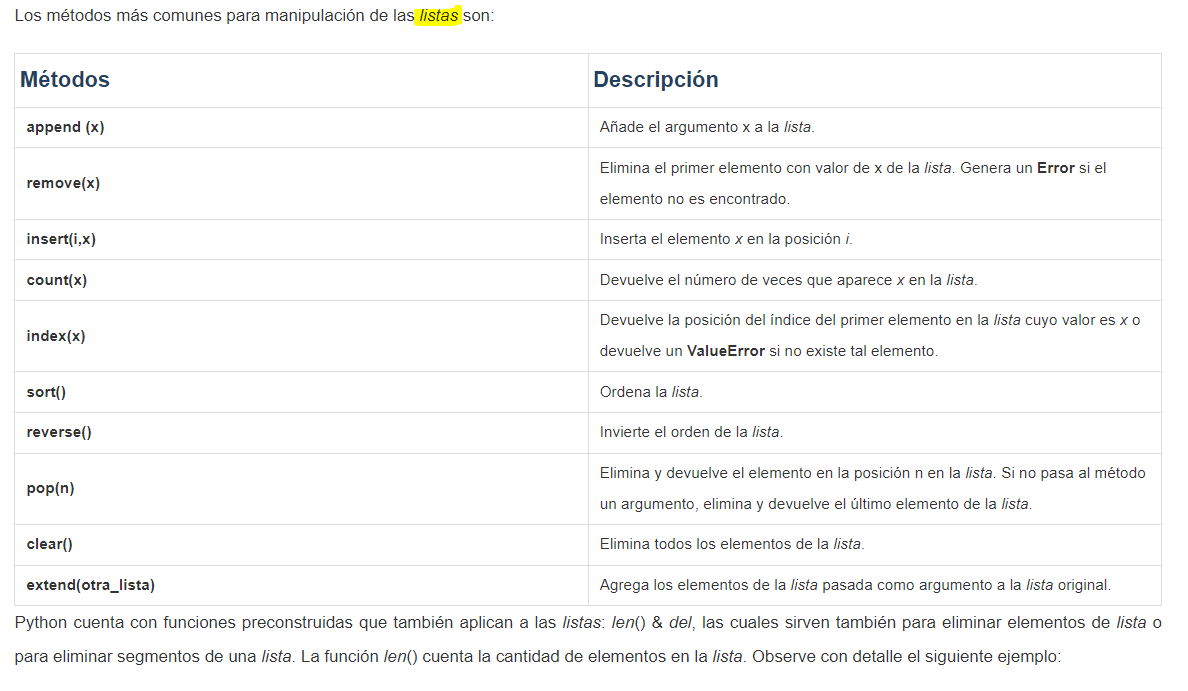 Los métodos más comunes para manipulación de las listas son:
Métodos
Descripción
append (x)
Añade el argumento x a la lista.
remove(x)
Elimina el primer elemento con valor de x de la lista. Genera un Error si el
elemento no es encontrado.
insert(i,x)
Inserta el elemento x en la posición i.
count(x)
Devuelve el número de veces que aparece x en la lista.
index(x)
Devuelve la posición del índice del primer elemento en la lista cuyo valor es x o
devuelve un ValueError si no existe tal elemento.
sort()
Ordena la lista.
reverse()
Invierte el orden de la lista.
pop(n)
Elimina y devuelve el elemento en la posición n en la lista. Si no pasa al método
un argumento, elimina y devuelve el último elemento de la lista.
clear()
Elimina todos los elementos de la lista.
extend(otra_lista)
Agrega los elementos de la lista pasada como argumento a la lista original.
Python cuenta con funciones preconstruidas que también aplican a las listas: len() & del, las cuales sirven también para eliminar elementos de lista o
para eliminar segmentos de una lista. La función len() cuenta la cantidad de elementos en la lista. Observe con detalle el siguiente ejemplo: